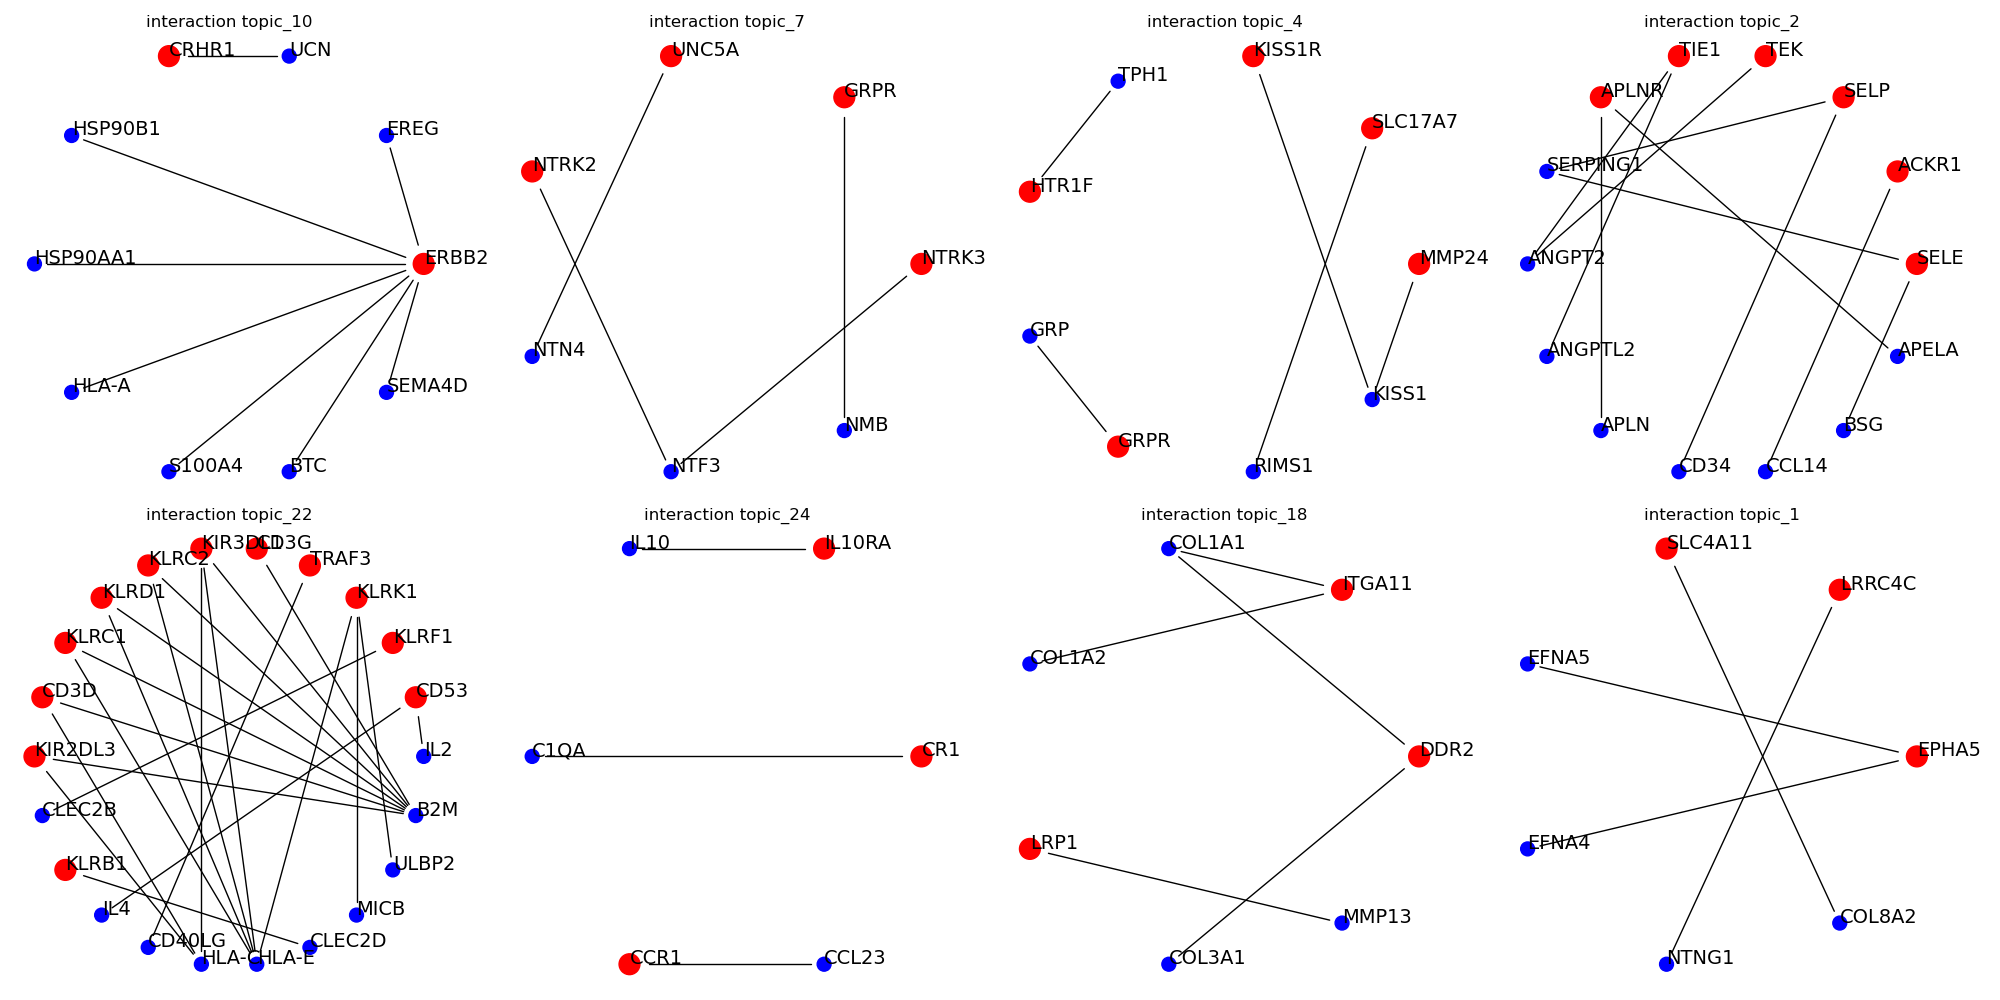 interaction topic_10
CRHR1
UCN
HSP90B1
EREG
HSP90AA1
ERBB2
HLA-A
SEMA4D
S100A4
BTC
interaction topic_7
UNC5A
GRPR
NTRK2
NTRK3
NTN4
NMB
NTF3
interaction topic_4
KISS1R
TPH1
SLC17A7
HTR1F
MMP24
GRP
KISS1
GRPR
RIMS1
interaction topic_2
TIE1
TEK
APLNR
SELP
SERPING1
ACKR1
ANGPT2
SELE
ANGPTL2
APELA
APLN
BSG
CD34
CCL14
interaction topic_22
KIR3DL1
CD3G
KLRC2
TRAF3
KLRD1
KLRK1
KLRC1
KLRF1
CD3D
CD53
KIR2DL3
IL2
CLEC2B
B2M
KLRB1
ULBP2
IL4
MICB
CD40LG
CLEC2D
HLA-C
HLA-E
interaction topic_24
IL10
IL10RA
C1QA
CR1
CCR1
CCL23
interaction topic_18
COL1A1
ITGA11
COL1A2
DDR2
LRP1
MMP13
COL3A1
interaction topic_1
SLC4A11
LRRC4C
EFNA5
EPHA5
EFNA4
COL8A2
NTNG1